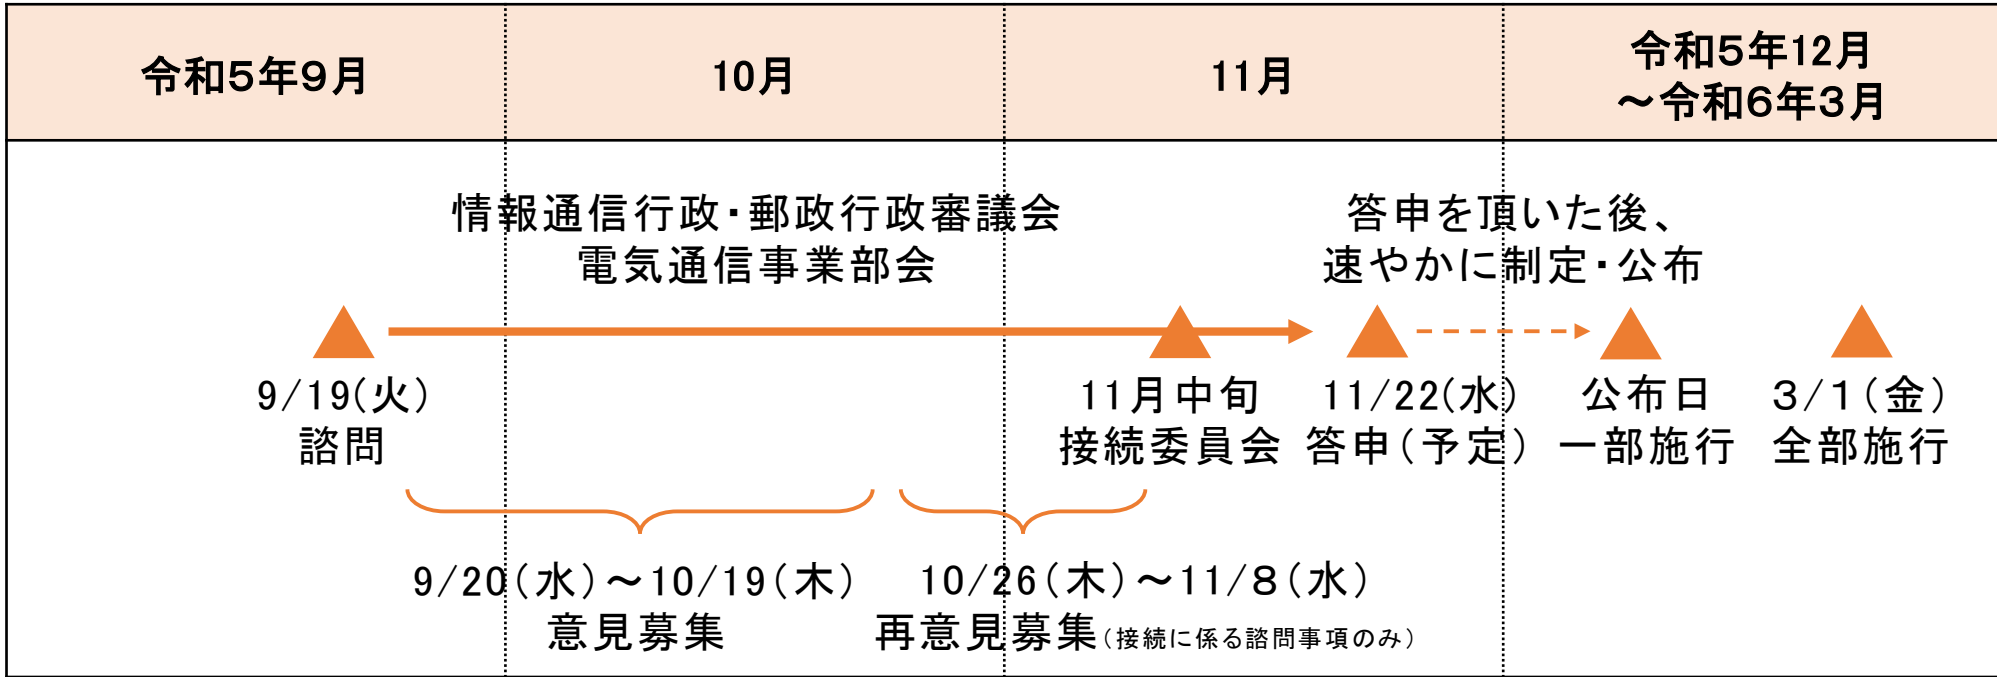 令和5年9月
10月
11月
令和5年12月
～令和6年3月
情報通信行政・郵政行政審議会
電気通信事業部会
答申を頂いた後、
速やかに制定・公布
9/19(火)
諮問
11月中旬
接続委員会
11/22(水)
答申(予定)
公布日
一部施行
3/1(金)
全部施行
9/20(水)～10/19(木)
意見募集
10/26(木)～11/8(水)
再意見募集(接続に係る諮問事項のみ)